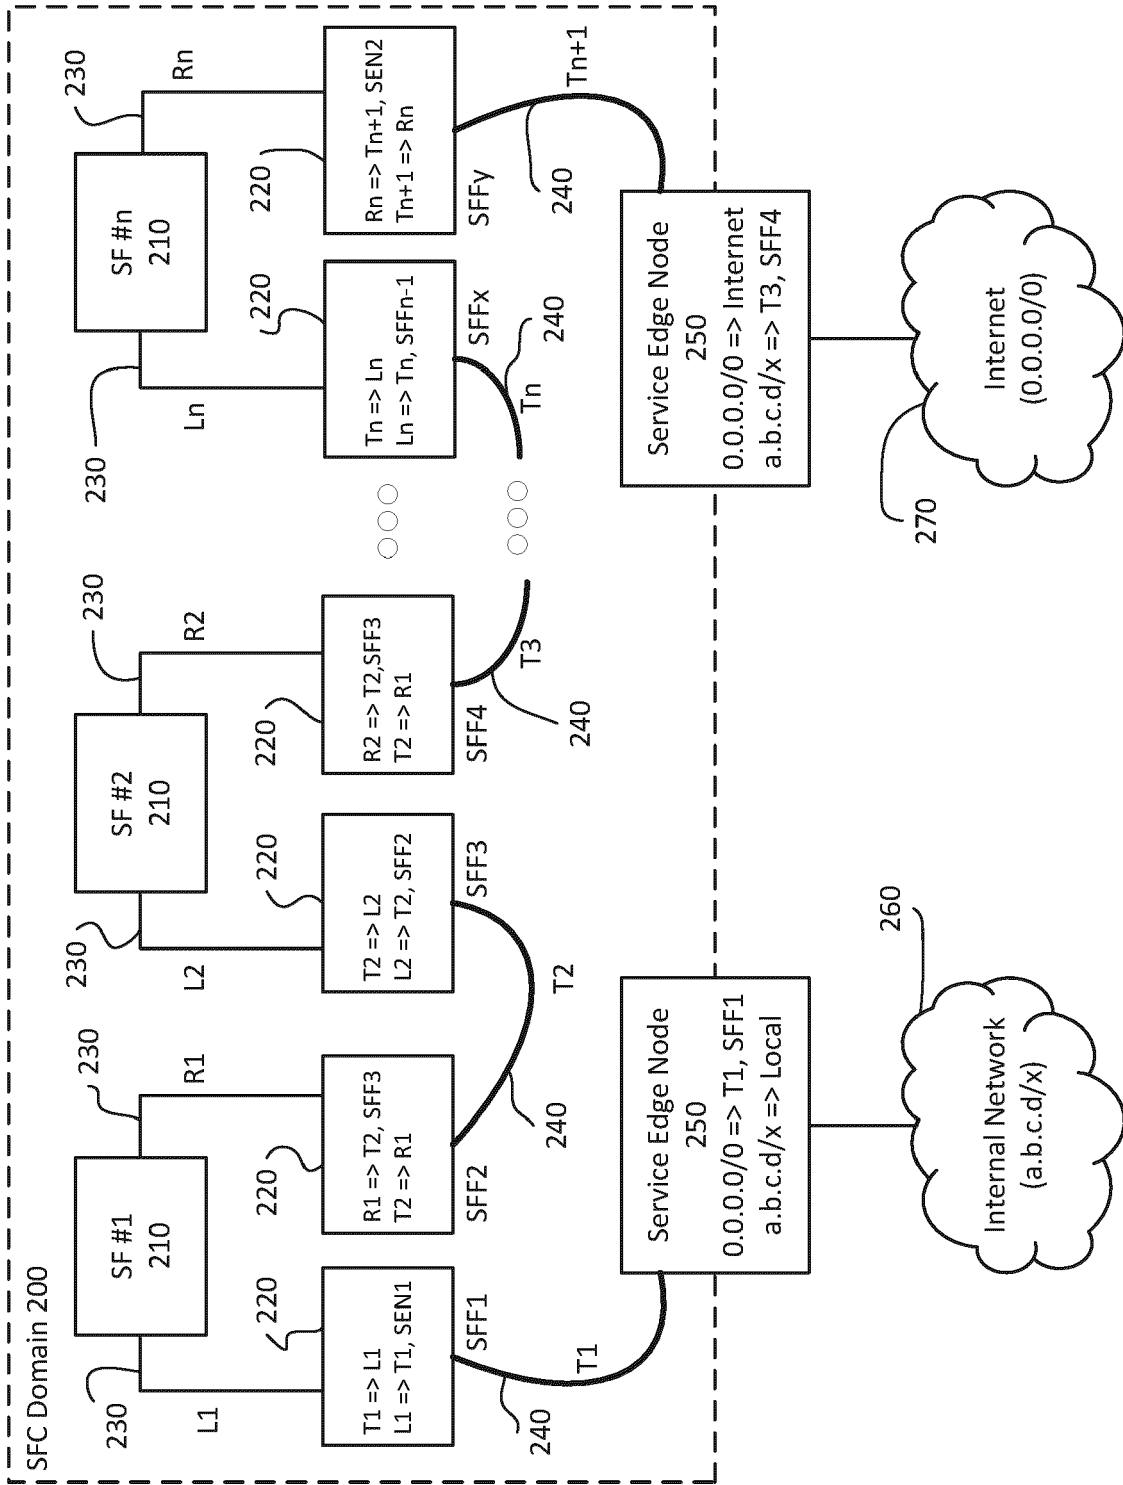 SFC Domain 200
230
SF #1
210
230
230
SF #2
210
230
230
SF #n
210
230
L1
R1
L2
R2
Ln
Rn
220
220
220
220
220
220
T1 => L1
L1 => T1, SEN1
R1 => T2, SFF3
T2 => R1
T2 => L2
L2 => T2, SFF2
R2 => T2,SFF3
T2 => R1
Tn => Ln
Ln => Tn, SFFn-1
Rn => Tn+1, SEN2
Tn+1 => Rn
SFF1
SFF2
SFF3
SFF4
SFFx
SFFy
240
T1
240
T2
240
T3
Tn
240
240
Tn+1
Service Edge Node
250
0.0.0.0/0 => T1, SFF1
a.b.c.d/x => Local
Service Edge Node
250
0.0.0.0/0 => Internet
a.b.c.d/x => T3, SFF4
260
270
Internal Network
(a.b.c.d/x)
Internet
(0.0.0.0/0)